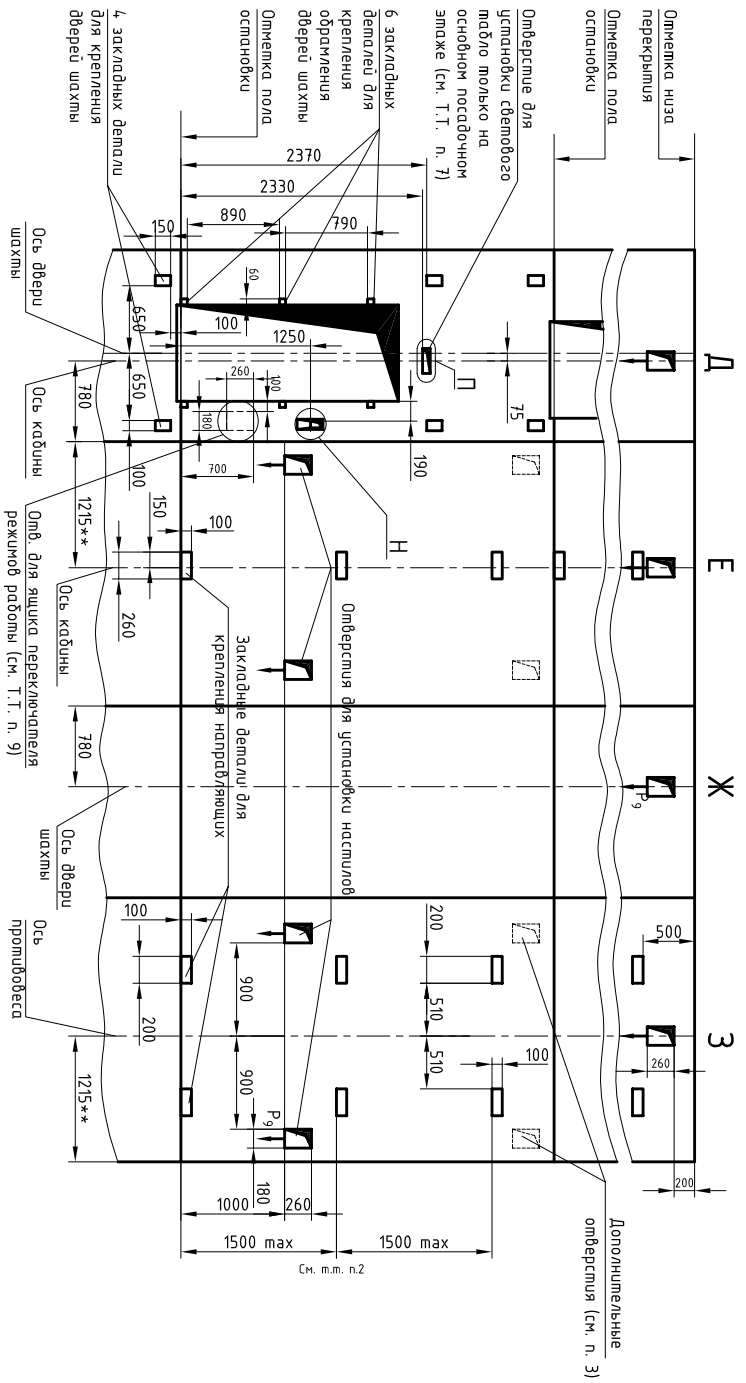 Д
Е
Ж
З
Отметка низа
перекрытия
Отметка пола
остановки
Отверстие для
установки светового
табло только на
основном посадочном
этаже (см. Т.Т. п. 7)
6 закладных
деталей для
крепления
обрамления
дверей шахты
Отметка пола
остановки
4 закладных детали
для крепления
дверей шахты
2370
2330
890
790
150
60
650
100
1250
650
260
100
180
780
100
700
190
75
П
Н
1215**
150
100
260
780
Ось двери
шахты
Ось кабины
Отв. для ящика переключателя
режимов работы (см. Т.Т. п. 9)
Ось кабины
Закладные детали для
крепления направляющих
Отверстия для установки настилов
Ось двери
шахты
Ось
противовеса
P9
100
200
900
900
200
510
510
100
500
260
200
1215**
P9
180
1000
260
1500 max
1500 max
См. т.т. п.2
Дополнительные
отверстия (см. п. 3)